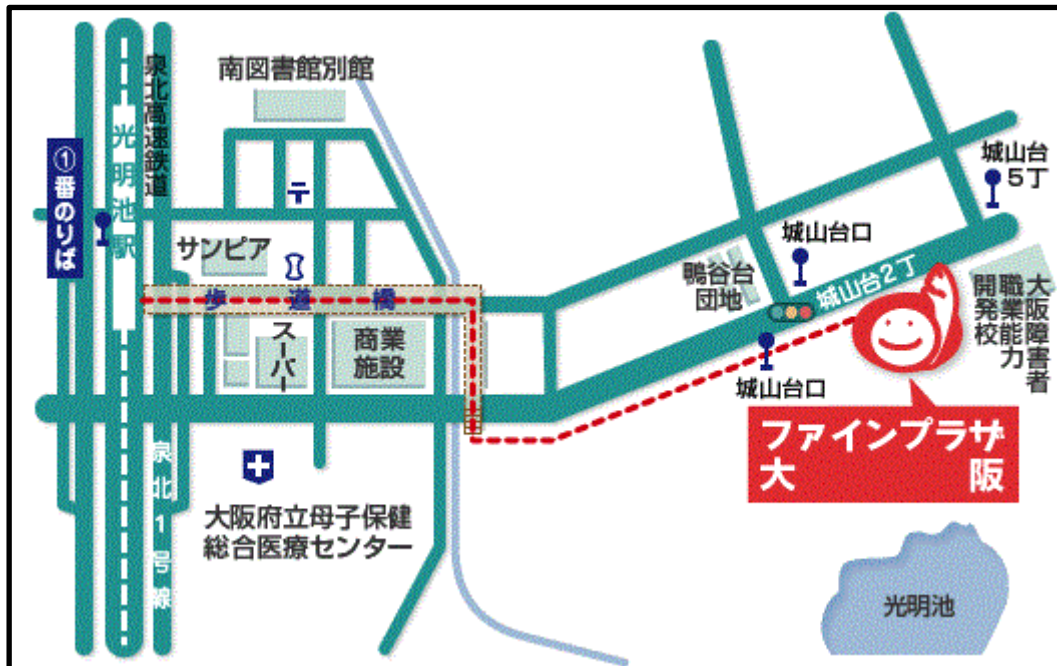 南図書館別館
泉北高速鉄道
光明池駅
①番のりば
〒
サンピア
歩道橋
スーパー
商業
施設
泉北1号線
大阪府立母子保健
総合医療センター
鴨谷台
団地
城山台口
城山台
5丁
城山台2丁
城山台口
大阪障害者
職業能力
開発校
ファインプラザ
大阪
光明池